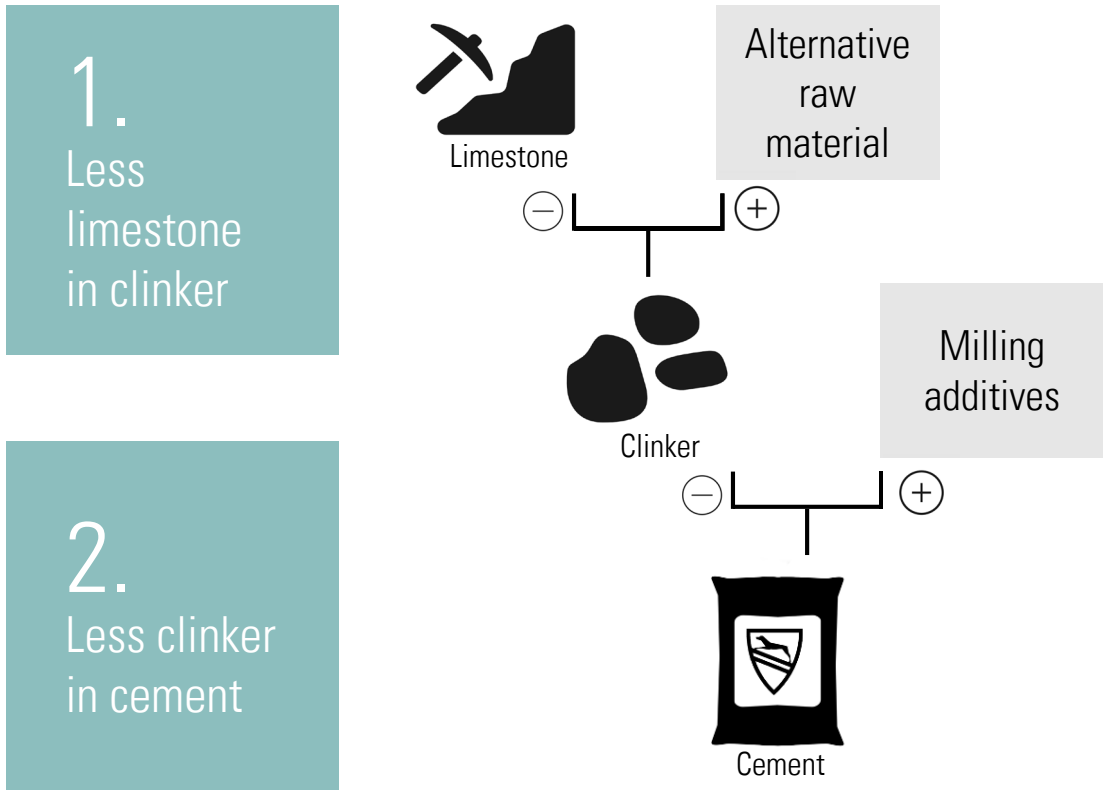 1.
Less
limestone
in clinker
Limestone
Alternative
raw
material
−
+
Clinker
Milling
additives
2.
Less clinker
in cement
−
+
Cement